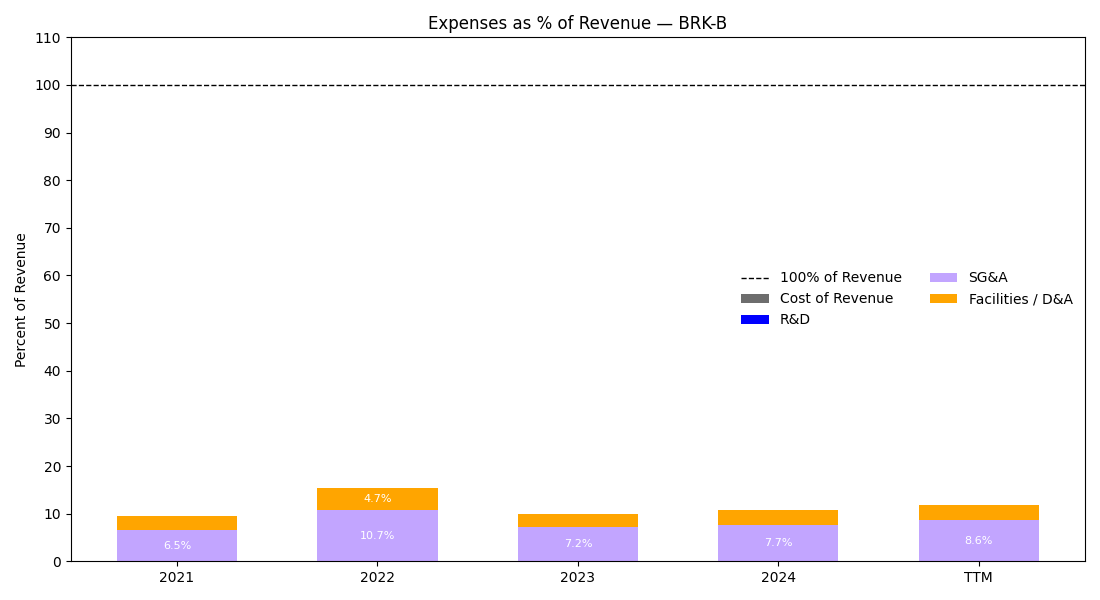 Expenses as % of Revenue — BRK-B
Percent of Revenue
110
100
90
80
70
60
50
40
30
20
10
0
100% of Revenue
Cost of Revenue
R&D
SG&A
Facilities / D&A
4.7%
6.5%
10.7%
7.2%
7.7%
8.6%
2021
2022
2023
2024
TTM